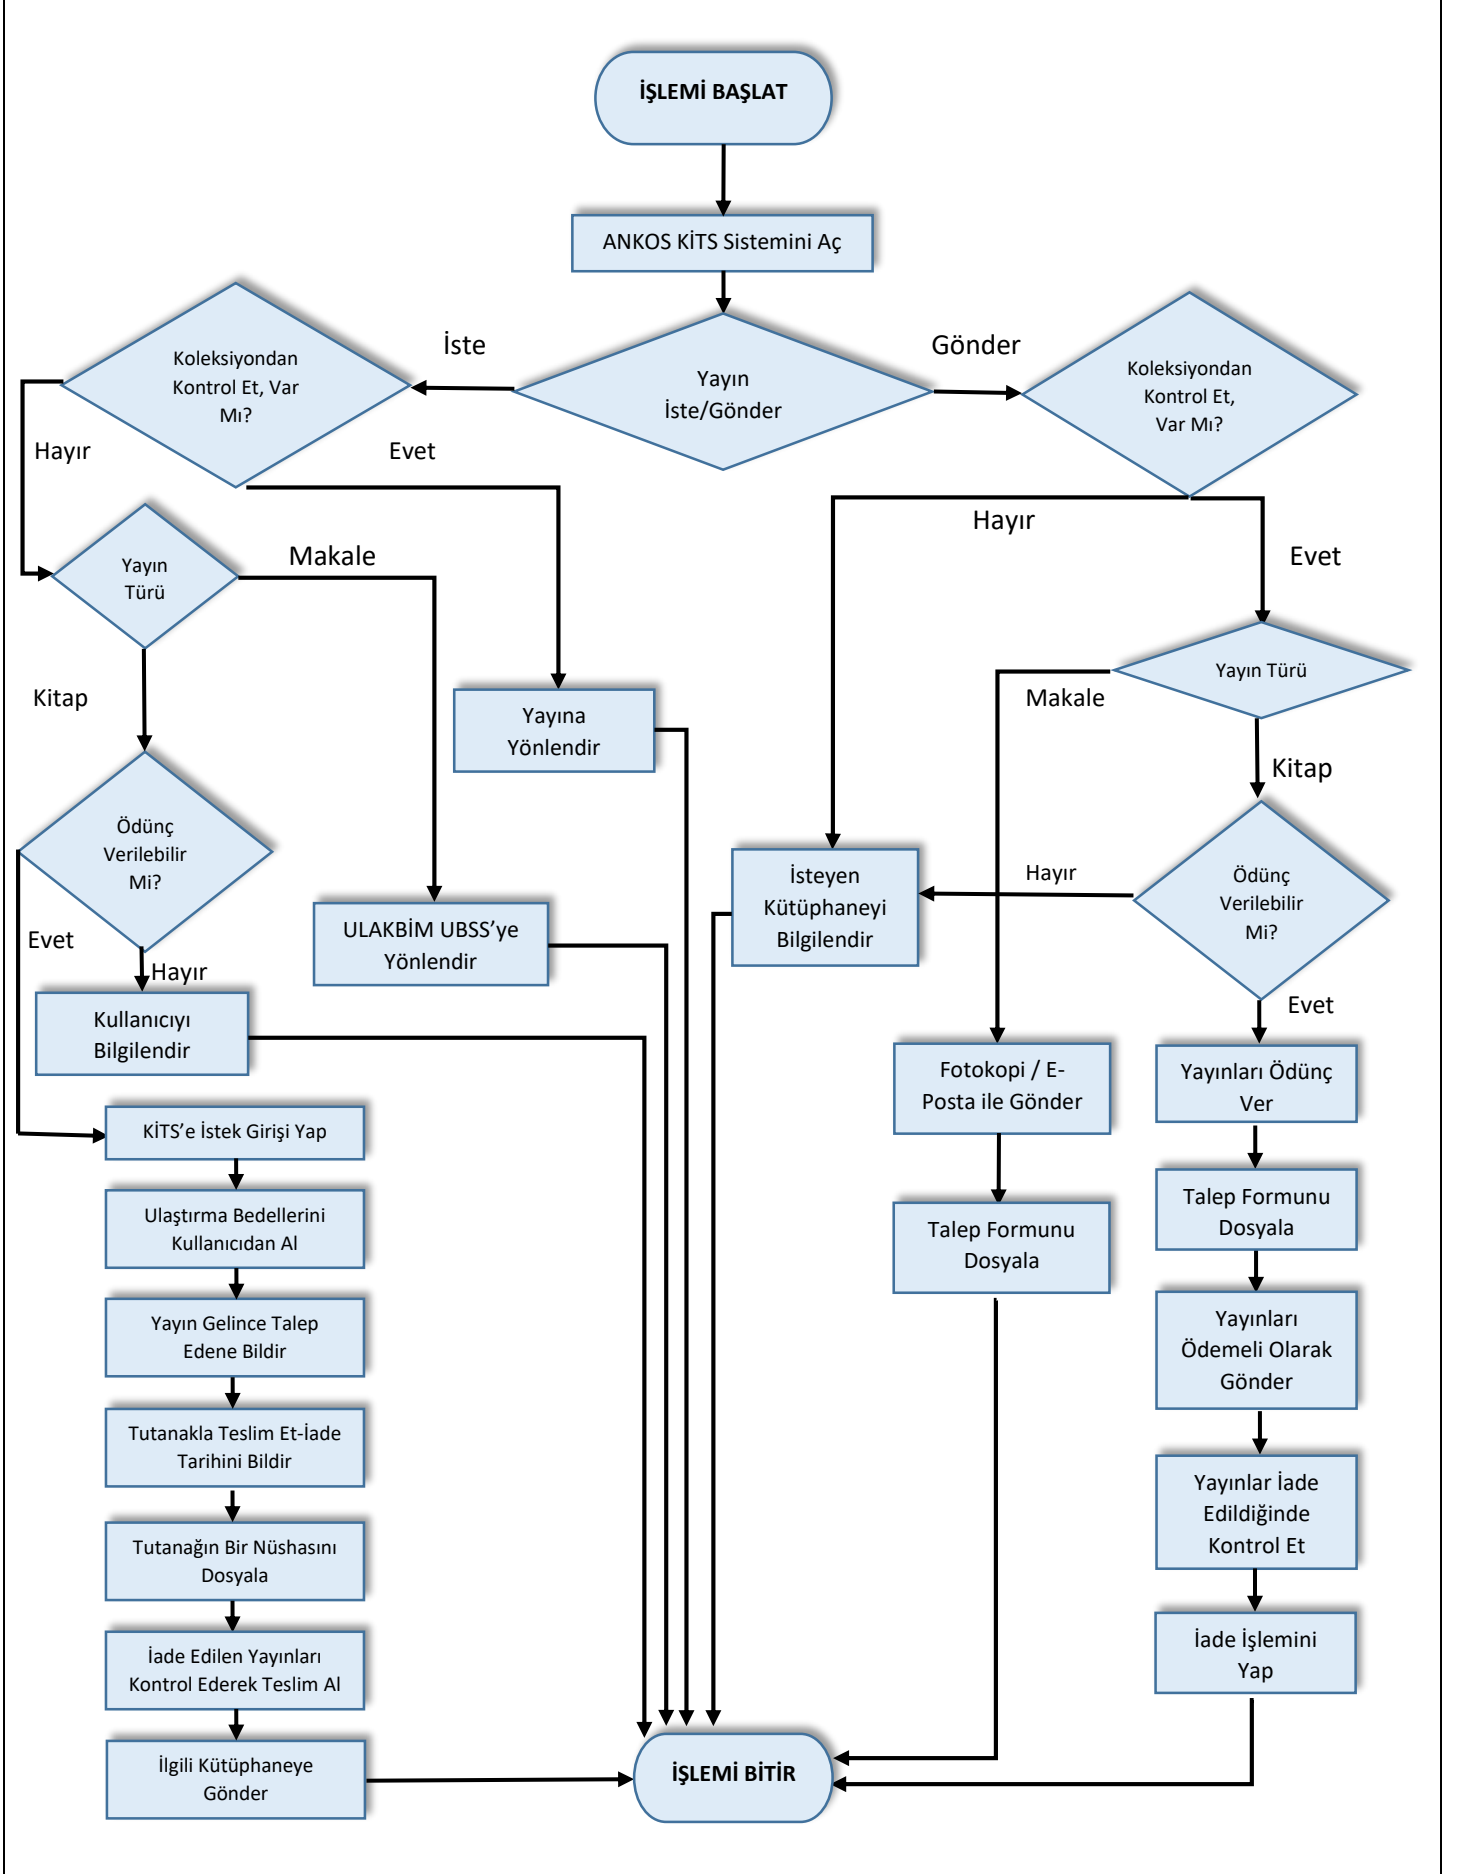 İŞLEMİ BAŞLAT
ANKOS KİTS Sistemini Aç
Yayın
İste/Gönder
İste
Gönder
Koleksiyondan
Kontrol Et, Var
Mı?
Hayır
Evet
Yayın
Türü
Makale
Kitap
Yayına
Yönlendir
Ödünç
Verilebilir
Mi?
Evet
Hayır
ULAKBİM UBSS’ye
Yönlendir
Kullanıcıyı
Bilgilendir
KİTS’e İstek Girişi Yap
Ulaştırma Bedellerini
Kullanıcıdan Al
Yayın Gelince Talep
Edene Bildir
Tutanakla Teslim Et-İade
Tarihini Bildir
Tutanağın Bir Nüshasını
Dosyala
İade Edilen Yayınları
Kontrol Ederek Teslim Al
İlgili Kütüphaneye
Gönder
Koleksiyondan
Kontrol Et,
Var Mı?
Hayır
Evet
Yayın Türü
Makale
Kitap
İsteyen
Kütüphaneyi
Bilgilendir
Hayır
Ödünç
Verilebilir
Mi?
Evet
Fotokopi / E-
Posta ile Gönder
Talep Formunu
Dosyala
Yayınları Ödünç
Ver
Talep Formunu
Dosyala
Yayınları
Ödemeli Olarak
Gönder
Yayınlar İade
Edildiğinde
Kontrol Et
İade İşlemini
Yap
İŞLEMİ BİTİR